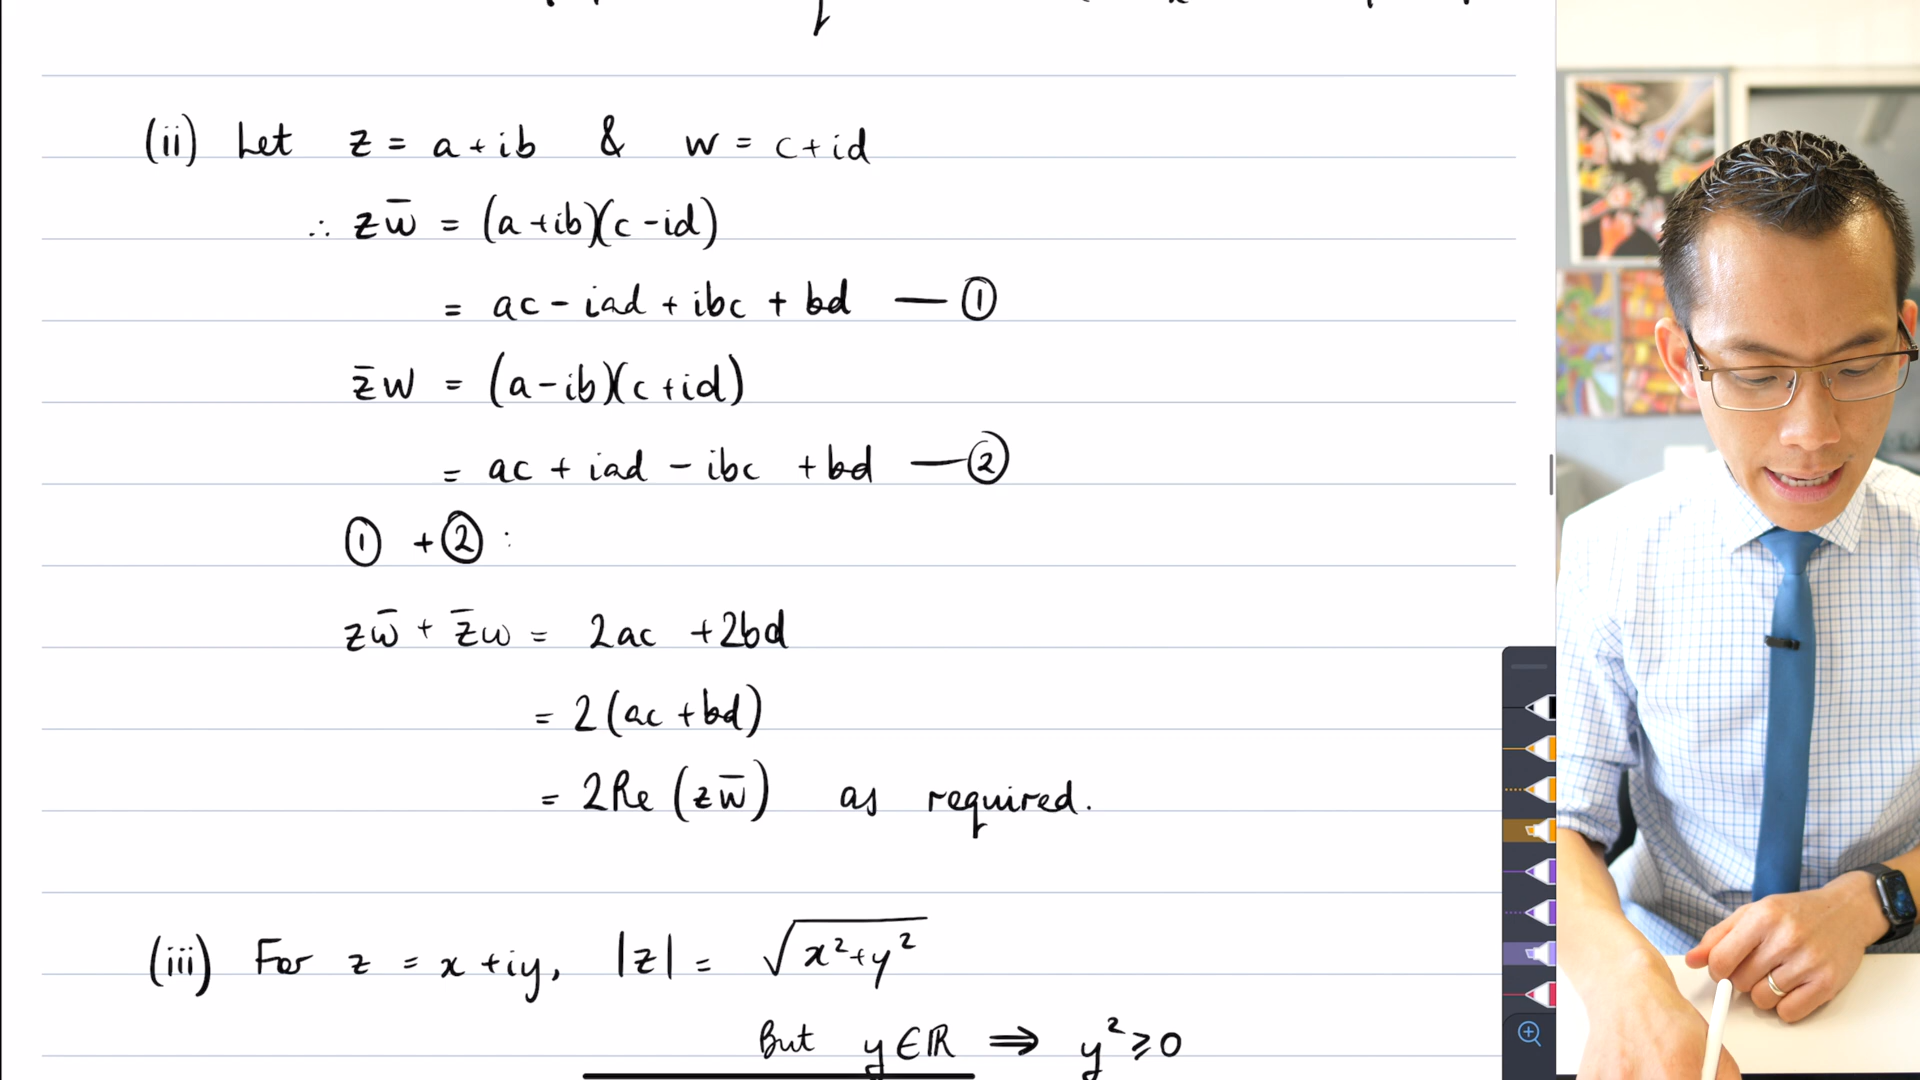 (ii) Let z = a + ib & w = c + id
∴ zw̄ = (a + ib)(c - id)
= ac - iad + ibc + bd — ①
z̄w = (a - ib)(c + id)
= ac + iad - ibc + bd — ②
① + ② :
zw̄ + z̄w = 2ac + 2bd
= 2(ac + bd)
= 2Re (zw̄) as required.
(iii) For z = x + iy, |z| = √(x² + y²)
But y ∈ ℝ ⇒ y² ≥ 0